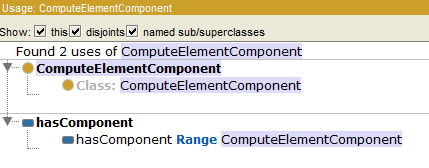 Usage: ComputeElementComponent
Show: this disjoints named sub/superclasses
Found 2 uses of ComputeElementComponent
ComputeElementComponent
Class: ComputeElementComponent
hasComponent
hasComponent Range ComputeElementComponent